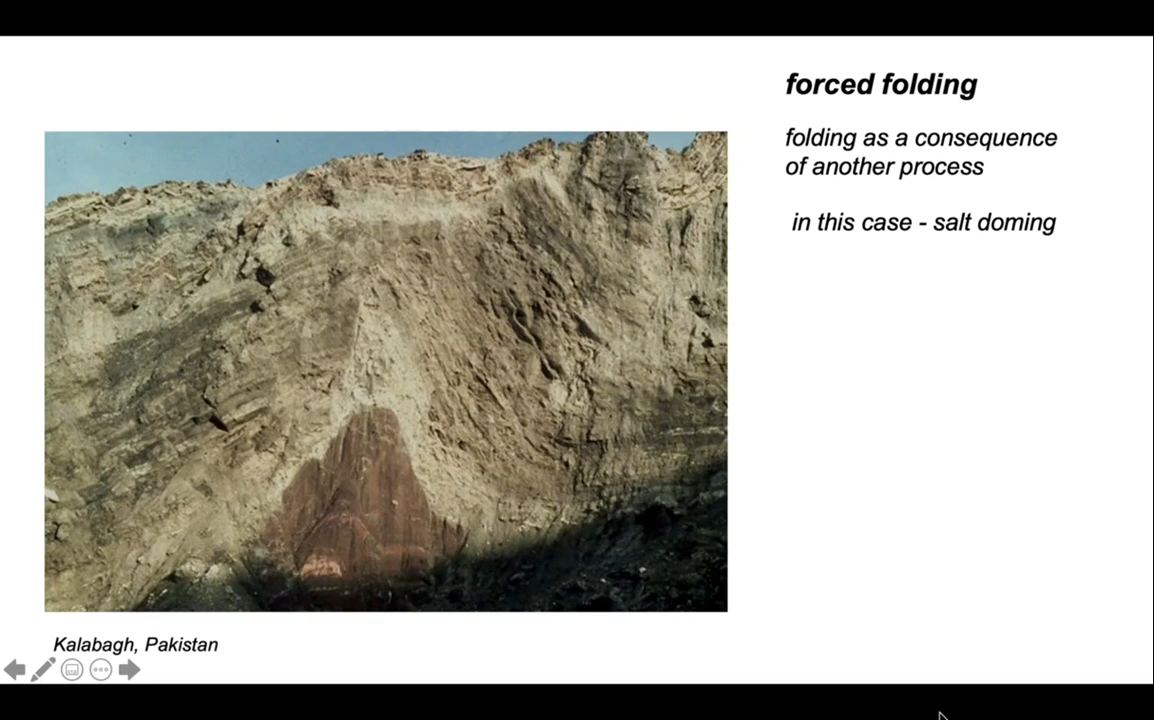 forced folding
folding as a consequence
of another process
in this case - salt doming
Kalabagh, Pakistan